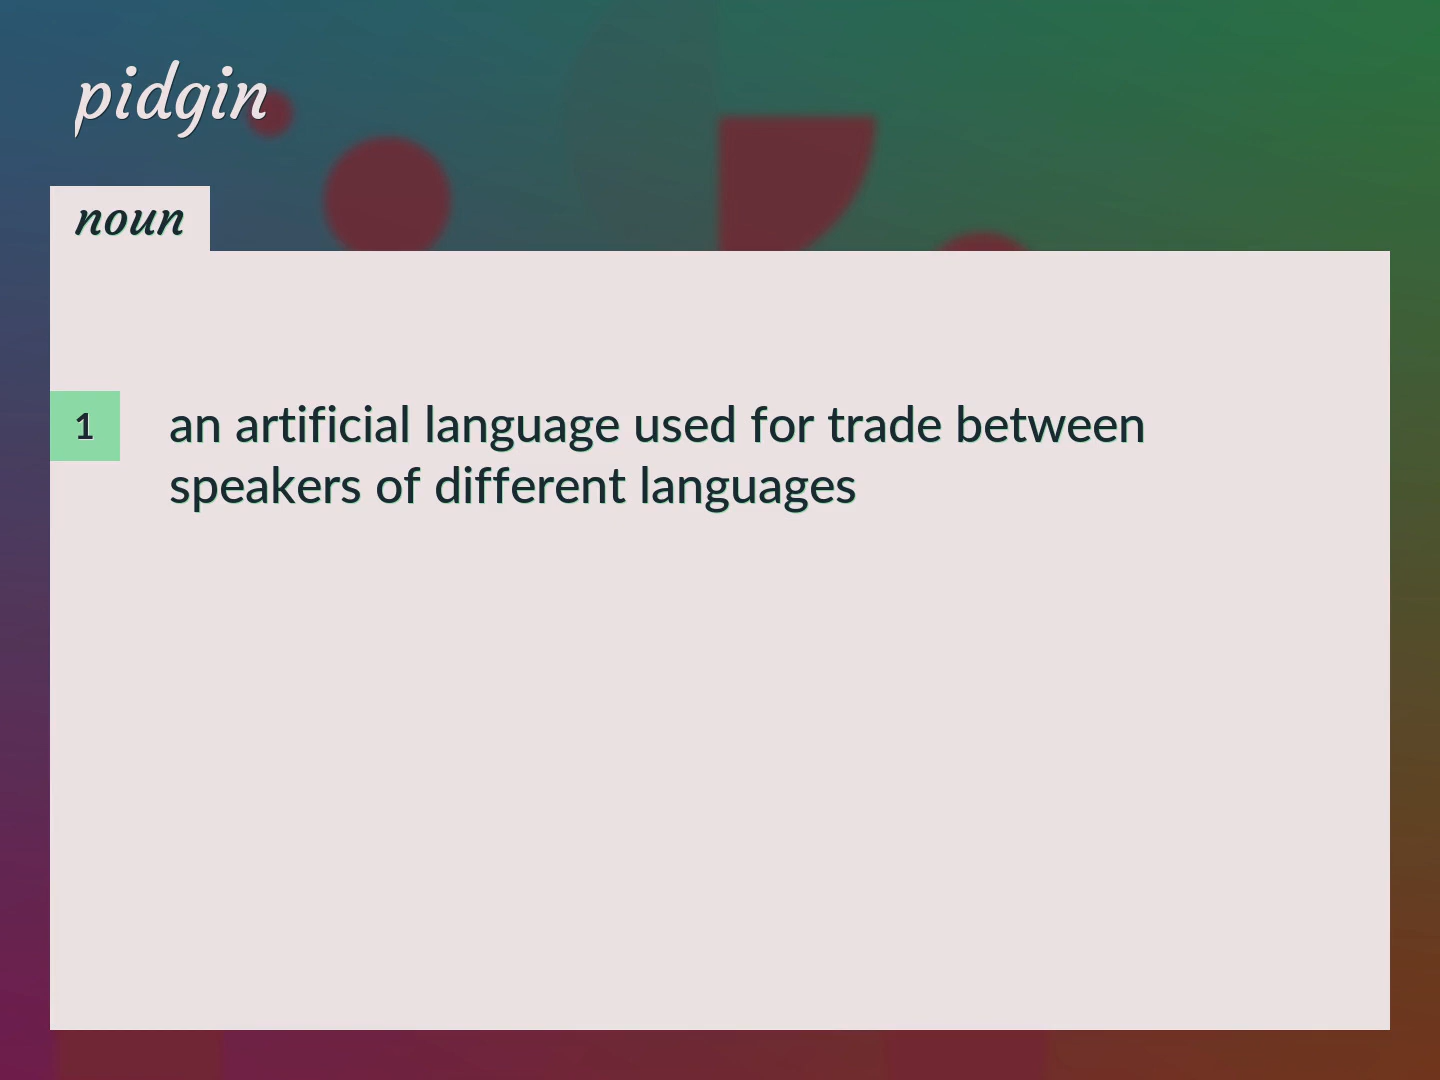 pidgin
noun
1
an artificial language used for trade between
speakers of different languages